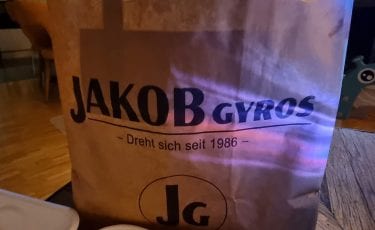 JAKOB GYROS
– Dreht sich seit 1986 –
JG